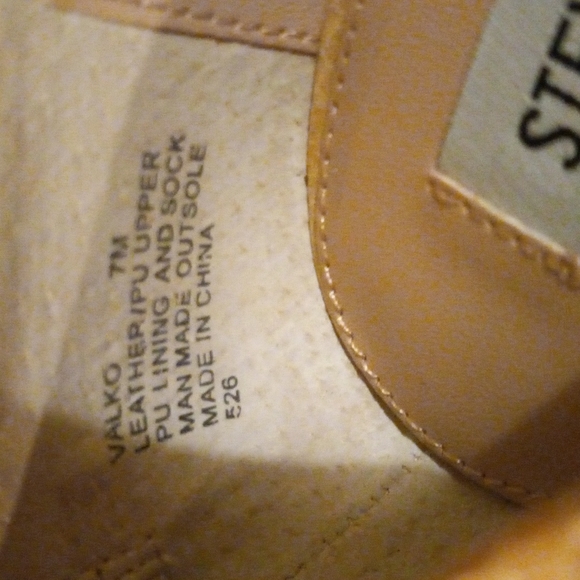 VALKO 7M
LEATHER/PU UPPER
PU LINING AND SOCK
MAN MADE OUTSOLE
MADE IN CHINA
526
STE